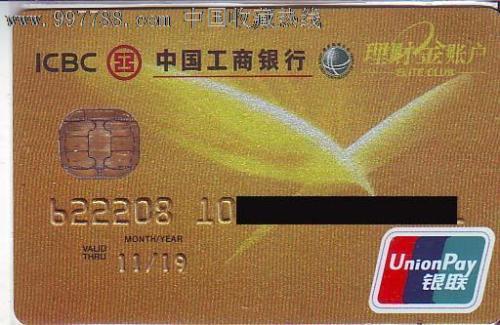 www.997788.com 中国收藏热线
ICBC 中国工商银行
理财金账户
ELITE CLUB
622208 10
MONTH/YEAR
VALID
THRU 11/19
UnionPay
银联